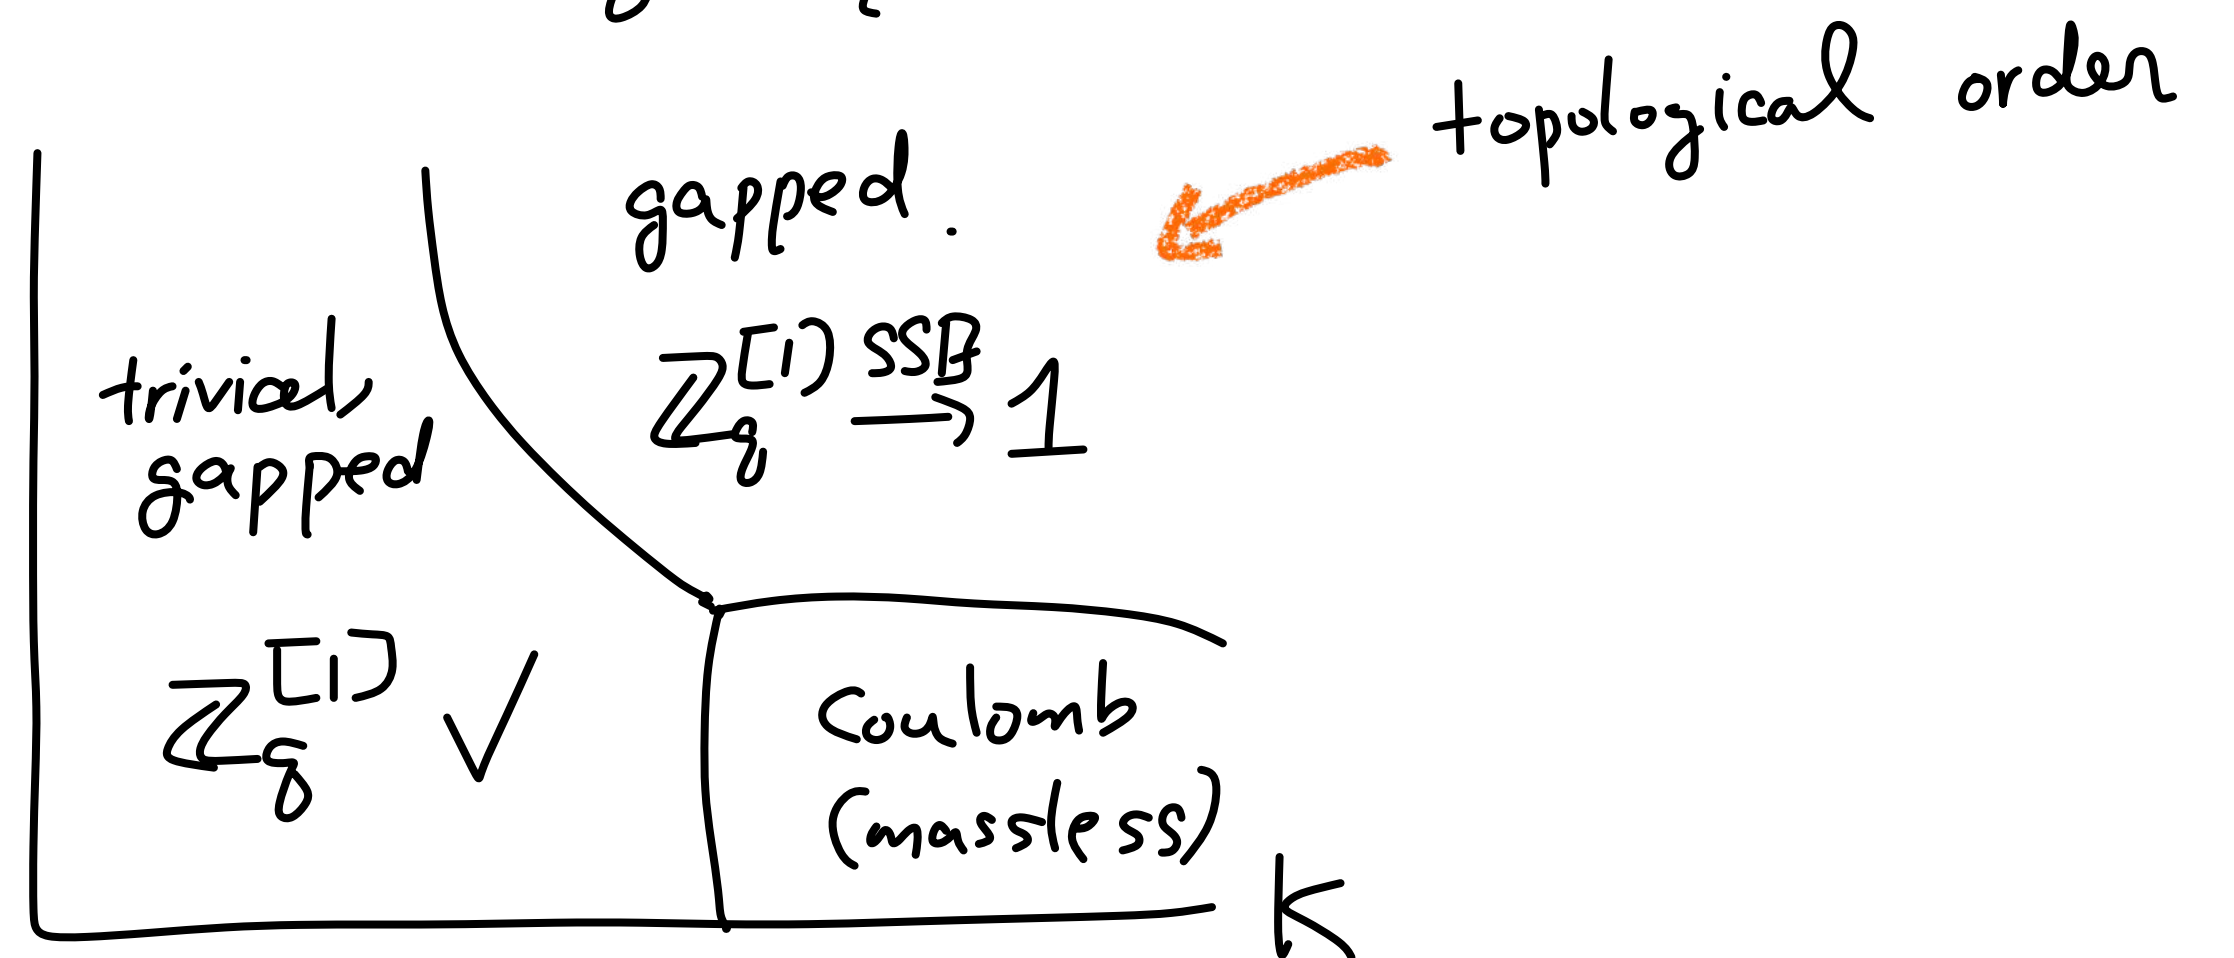 topological order
gapped.
ℤ_q^[1] SSB → 1
trivial,
gapped
ℤ_q^[1] ✓
Coulomb
(massless)
K